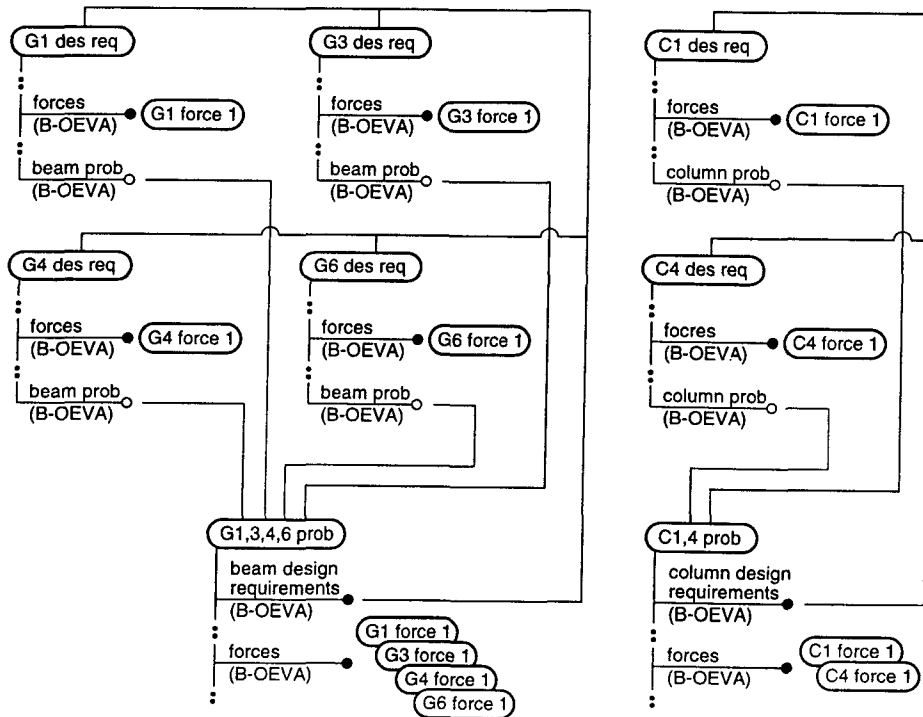 G1 des req
G3 des req
C1 des req
forces
(B-OEVA)
G1 force 1
forces
(B-OEVA)
G3 force 1
forces
(B-OEVA)
C1 force 1
beam prob
(B-OEVA)
beam prob
(B-OEVA)
column prob
(B-OEVA)
G4 des req
G6 des req
C4 des req
forces
(B-OEVA)
G4 force 1
forces
(B-OEVA)
G6 force 1
focres
(B-OEVA)
C4 force 1
beam prob
(B-OEVA)
beam prob
(B-OEVA)
column prob
(B-OEVA)
G1,3,4,6 prob
C1,4 prob
beam design
requirements
(B-OEVA)
column design
requirements
(B-OEVA)
forces
(B-OEVA)
G1 force 1
G3 force 1
G4 force 1
G6 force 1
forces
(B-OEVA)
C1 force 1
C4 force 1